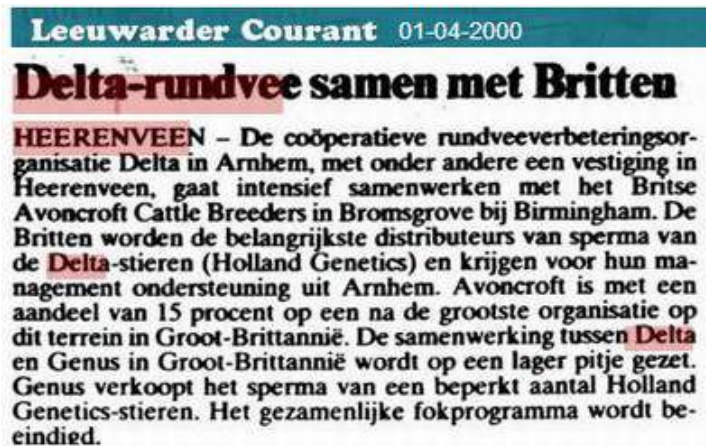 Leeuwarder Courant 01-04-2000
Delta-rundvee samen met Britten
HEERENVEEN – De coöperatieve rundveeverbeteringsor-
ganisatie Delta in Arnhem, met onder andere een vestiging in
Heerenveen, gaat intensief samenwerken met het Britse
Avoncroft Cattle Breeders in Bromsgrove bij Birmingham. De
Britten worden de belangrijkste distributeurs van sperma van
de Delta-stieren (Holland Genetics) en krijgen voor hun ma-
nagement ondersteuning uit Arnhem. Avoncroft is met een
aandeel van 15 procent op een na de grootste organisatie op
dit terrein in Groot-Brittannië. De samenwerking tussen Delta
en Genus in Groot-Brittannië wordt op een lager pitje gezet.
Genus verkoopt het sperma van een beperkt aantal Holland
Genetics-stieren. Het gezamenlijke fokprogramma wordt be-
eindigd.